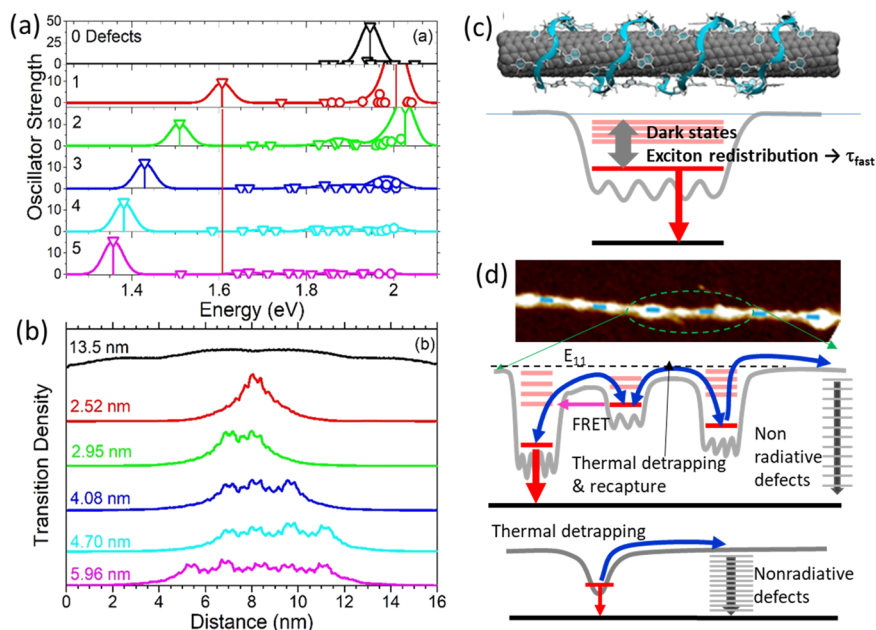 (a)
0 Defects
(a)
50
25
0
10
0
1
10
0
2
10
0
3
10
0
4
10
0
5
Oscillator Strength
1.4
1.6
1.8
2
Energy (eV)
(b)
(b)
13.5 nm
2.52 nm
2.95 nm
4.08 nm
4.70 nm
5.96 nm
Transition Density
0
2
4
6
8
10
12
14
16
Distance (nm)
(c)
Dark states
Exciton redistribution → τfast
(d)
E11
FRET
Thermal detrapping
& recapture
Non
radiative
defects
Thermal detrapping
Nonradiative
defects